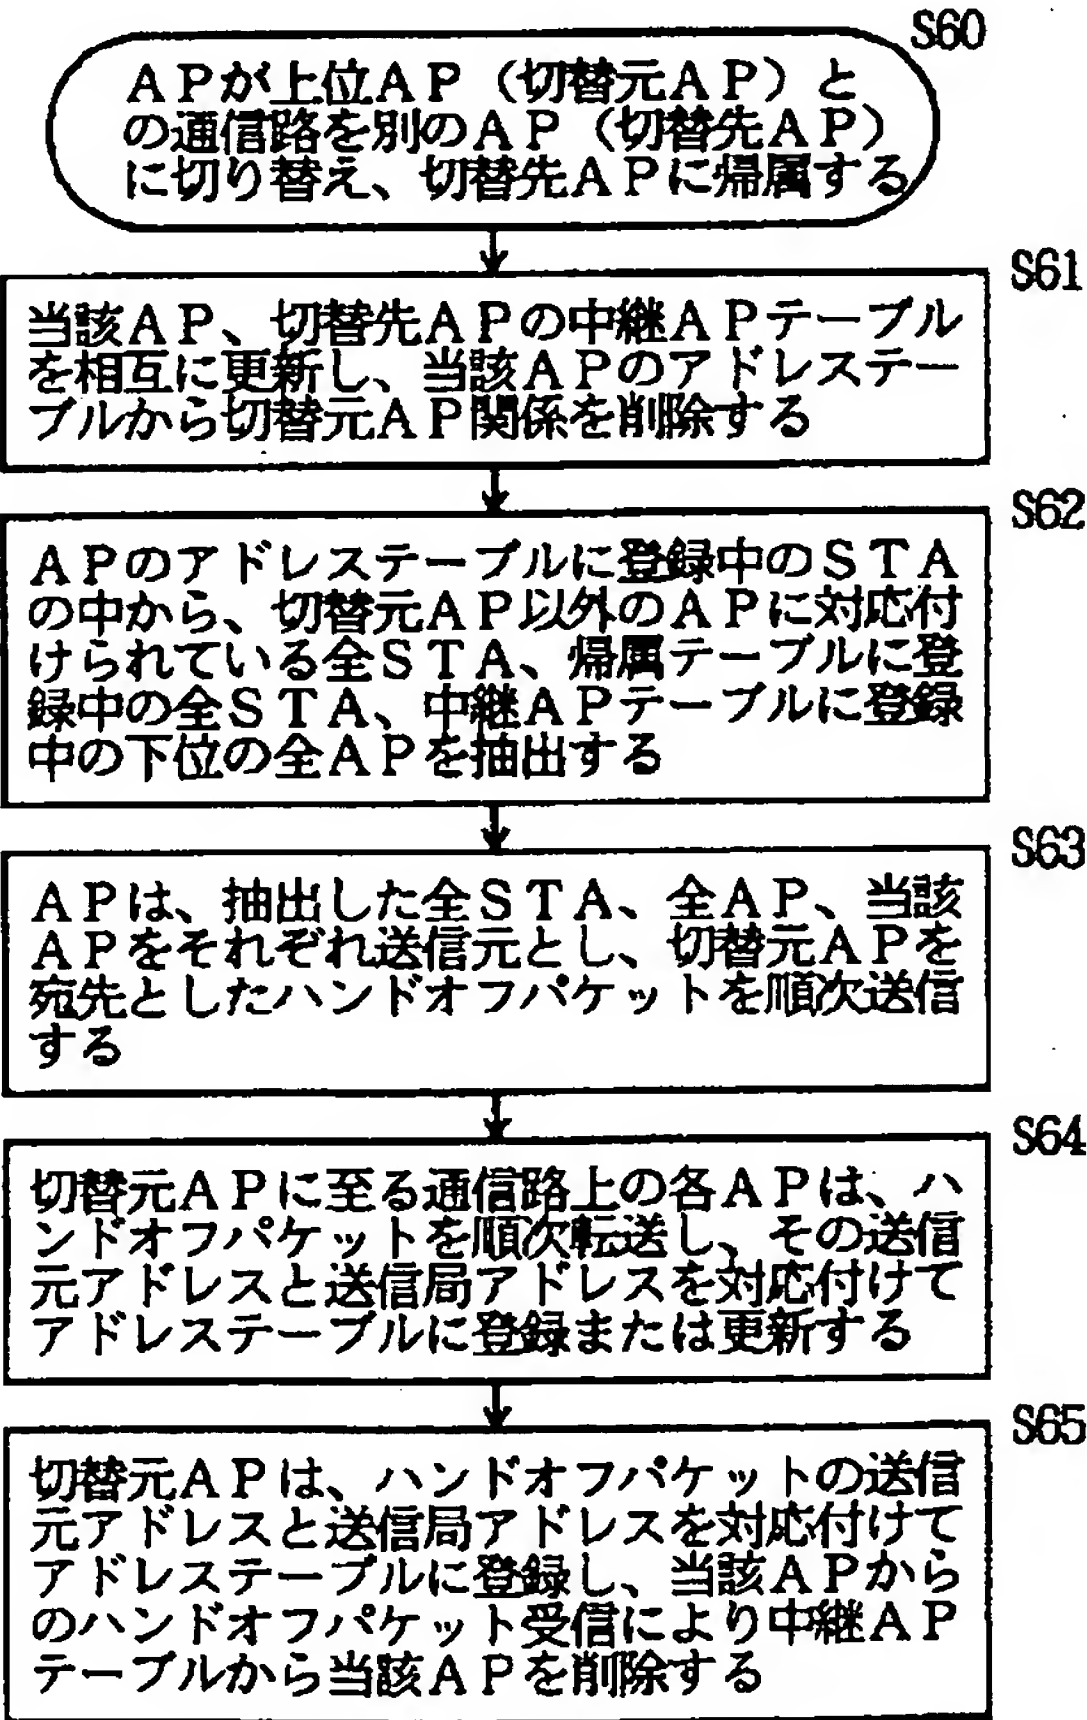 S60
APが上位AP（切替元AP）と
の通信路を別のAP（切替先AP）
に切り替え、切替先APに帰属する
S61
当該AP、切替先APの中継APテーブル
を相互に更新し、当該APのアドレステー
ブルから切替元AP関係を削除する
S62
APのアドレステーブルに登録中のSTA
の中から、切替元AP以外のAPに対応付
けられている全STA、帰属テーブルに登
録中の全STA、中継APテーブルに登録
中の下位の全APを抽出する
S63
APは、抽出した全STA、全AP、当該
APをそれぞれ送信元とし、切替元APを
宛先としたハンドオフパケットを順次送信
する
S64
切替元APに至る通信路上の各APは、ハ
ンドオフパケットを順次転送し、その送信
元アドレスと送信局アドレスを対応付けて
アドレステーブルに登録または更新する
S65
切替元APは、ハンドオフパケットの送信
元アドレスと送信局アドレスを対応付けて
アドレステーブルに登録し、当該APから
のハンドオフパケット受信により中継AP
テーブルから当該APを削除する